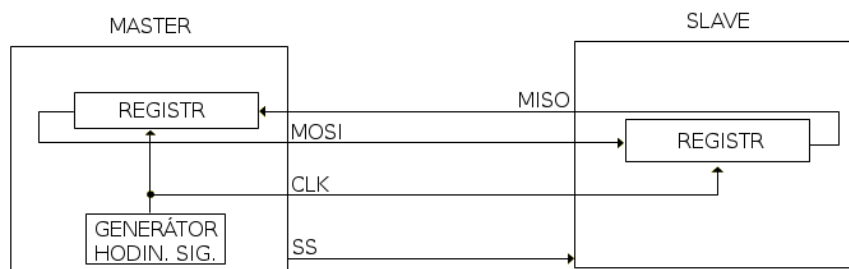 MASTER
SLAVE
REGISTR
MISO
MOSI
REGISTR
CLK
GENERÁTOR
HODIN. SIG.
SS